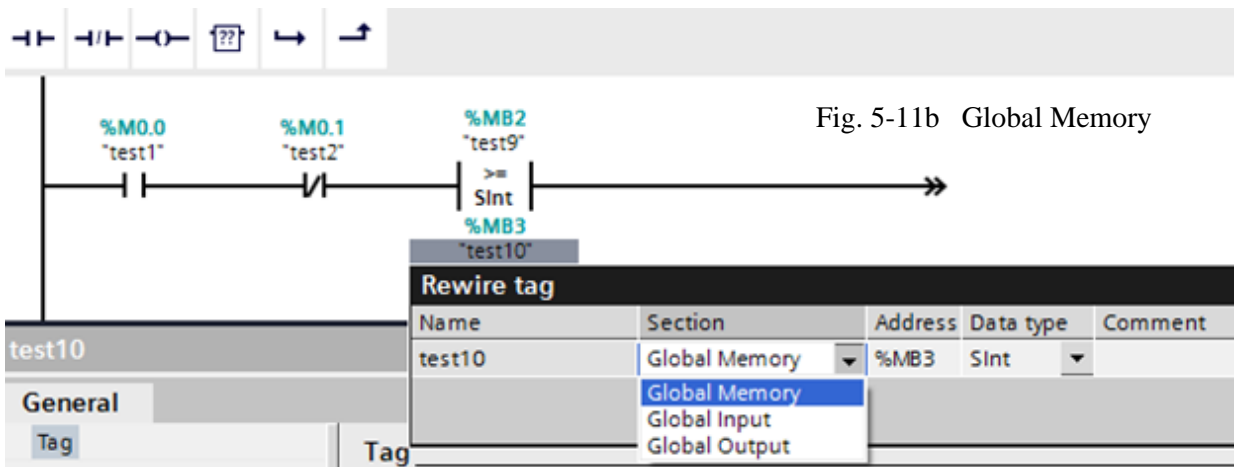 ??
Fig. 5-11b Global Memory
%M0.0 %M0.1 %MB2
"test1" "test2" "test9"
>=
SInt
%MB3
"test10"
Rewire tag
Name Section Address Data type Comment
test10 Global Memory %MB3 SInt
Global Memory
Global Input
Global Output
test10
General
Tag
Tag